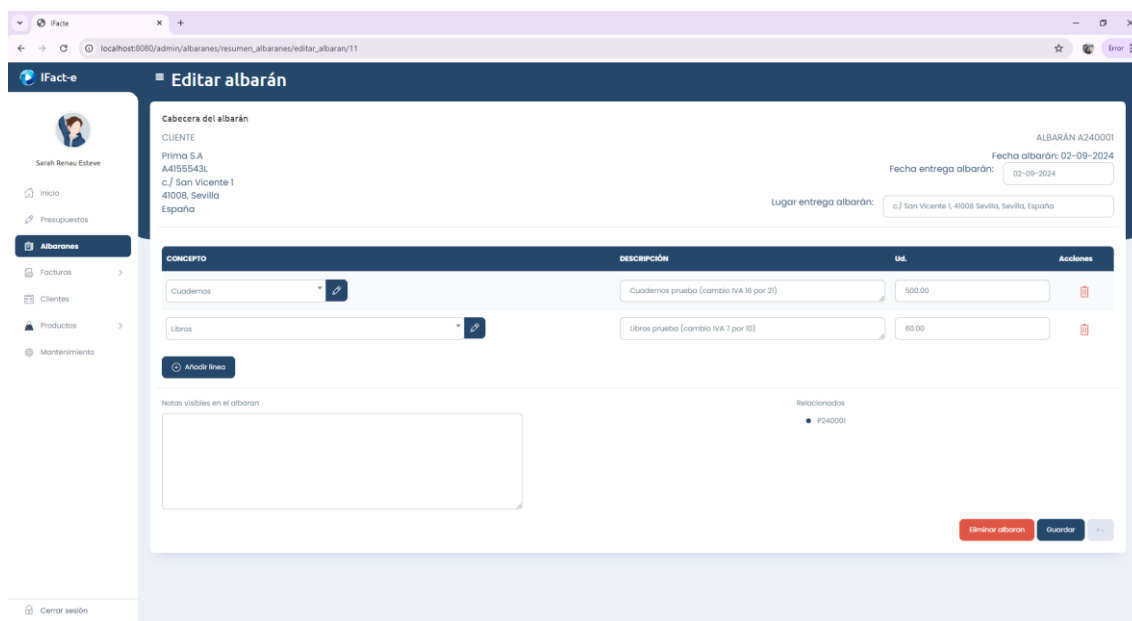 IFacte
localhost:8080/admin/albaranes/resumen_albaranes/editar_albaran/11
Error
IFact-e
Editar albarán
Sarah Renau Esteve
Inicio
Presupuestos
Albaranes
Facturas
Clientes
Productos
Mantenimiento
Cerrar sesión
Cabecera del albarán
CLIENTE
ALBARÁN A240001
Prima S.A
Fecha albarán: 02-09-2024
A4155543L
Fecha entrega albarán: 02-09-2024
c./ San Vicente 1
41008, Sevilla
España
Lugar entrega albarán: c./ San Vicente 1, 41008 Sevilla, Sevilla, España
CONCEPTO DESCRIPCIÓN Ud. Acciones
Cuadernos Cuadernos prueba (cambio IVA 16 por 21) 500.00
Libros Libros prueba (cambio IVA 7 por 10) 60.00
Añadir línea
Notas visibles en el albaran
Relacionados
P240001
Eliminar albaran Guardar